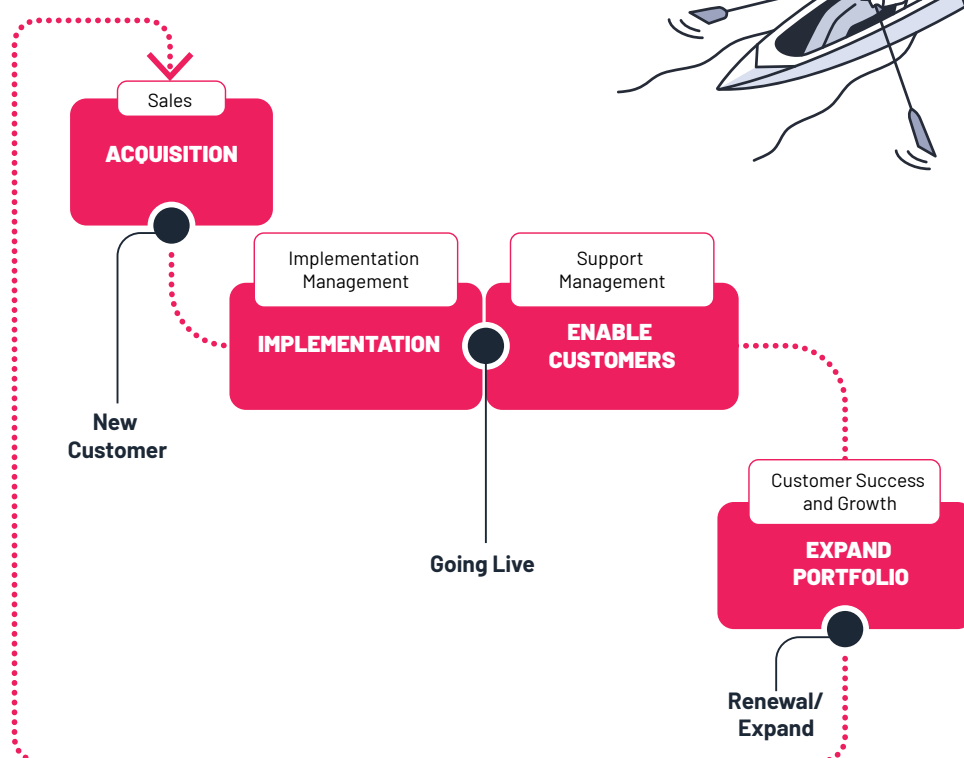 Sales
ACQUISITION
Implementation
Management
IMPLEMENTATION
Support
Management
ENABLE
CUSTOMERS
New
Customer
Going Live
Customer Success
and Growth
EXPAND
PORTFOLIO
Renewal/
Expand